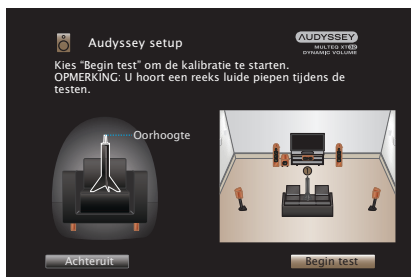 Audyssey setup
AUDYSSEY
MULTEQ XT32
DYNAMIC VOLUME
Kies “Begin test” om de kalibratie te starten.
OPMERKING: U hoort een reeks luide piepen tijdens de
testen.
Oorhoogte
Achteruit
Begin test